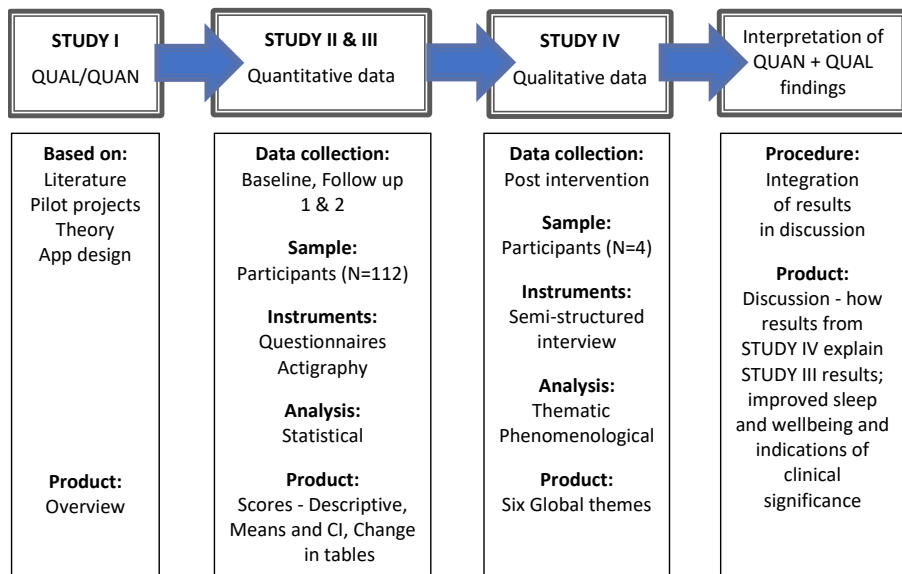 STUDY I
QUAL/QUAN
STUDY II & III
Quantitative data
STUDY IV
Qualitative data
Interpretation of
QUAN + QUAL
findings
Based on:
Literature
Pilot projects
Theory
App design
Product:
Overview
Data collection:
Baseline, Follow up
1 & 2
Sample:
Participants (N=112)
Instruments:
Questionnaires
Actigraphy
Analysis:
Statistical
Product:
Scores - Descriptive,
Means and CI, Change
in tables
Data collection:
Post intervention
Sample:
Participants (N=4)
Instruments:
Semi-structured
interview
Analysis:
Thematic
Phenomenological
Product:
Six Global themes
Procedure:
Integration
of results
in discussion
Product:
Discussion - how
results from
STUDY IV explain
STUDY III results;
improved sleep
and wellbeing and
indications of
clinical
significance